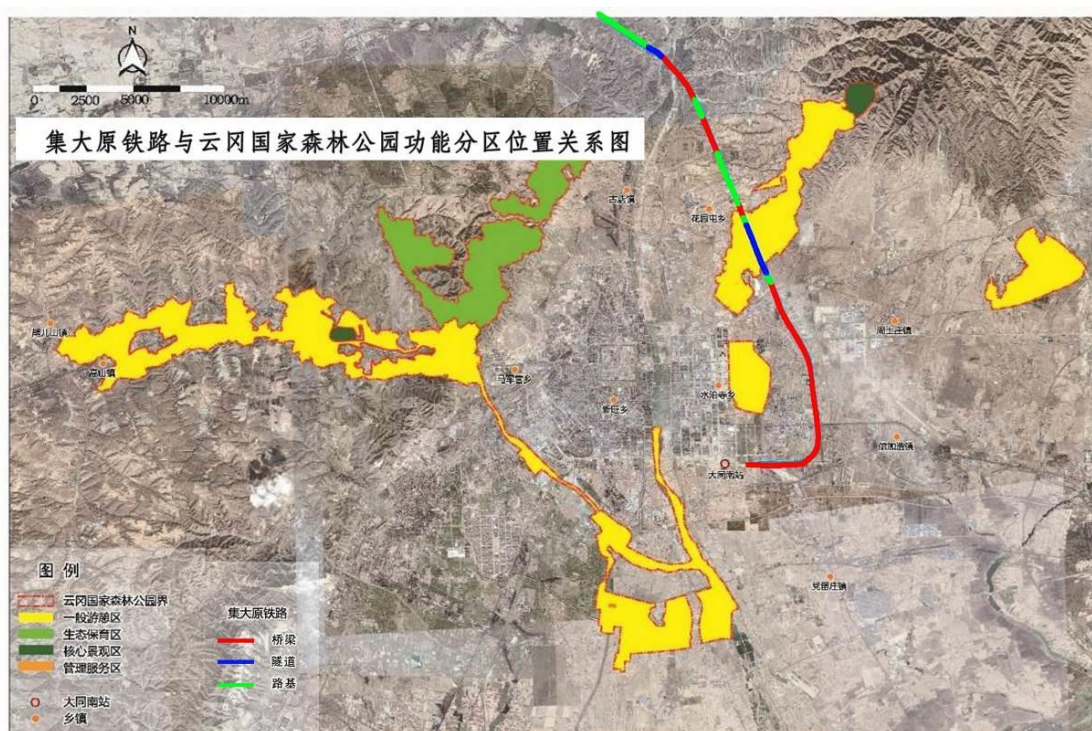 N
0 2500 5000 10000m
集大原铁路与云冈国家森林公园功能分区位置关系图
古店镇
花园屯乡
周士庄镇
高山镇
马军营乡
新旺乡
水泊寺乡
倍加造镇
大同南站
党留庄镇
图例
云冈国家森林公园界
一般游憩区
生态保育区
核心景观区
管理服务区
大同南站
乡镇
集大原铁路
桥梁
隧道
路基